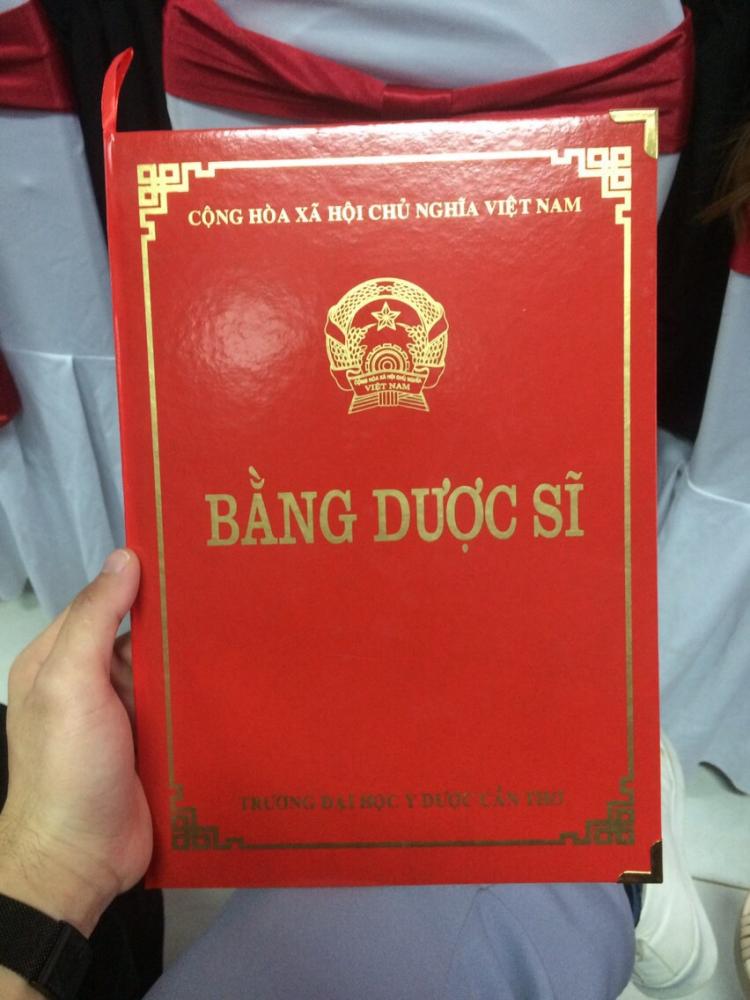 CỘNG HÒA XÃ HỘI CHỦ NGHĨA VIỆT NAM
CỘNG HÒA XÃ HỘI CHỦ NGHĨA
VIỆT NAM
BẰNG DƯỢC SĨ
TRƯỜNG ĐẠI HỌC Y DƯỢC CẦN THƠ